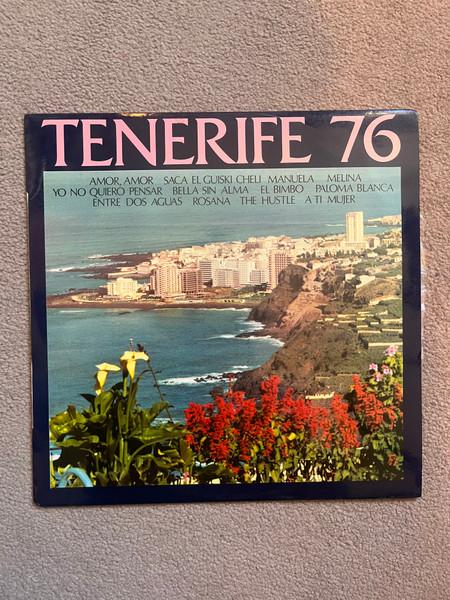 TENERIFE 76
AMOR, AMOR SACA EL GUISKI CHELI MANUELA MELINA
YO NO QUIERO PENSAR BELLA SIN ALMA EL BIMBO PALOMA BLANCA
ENTRE DOS AGUAS ROSANA THE HUSTLE A TI MUJER